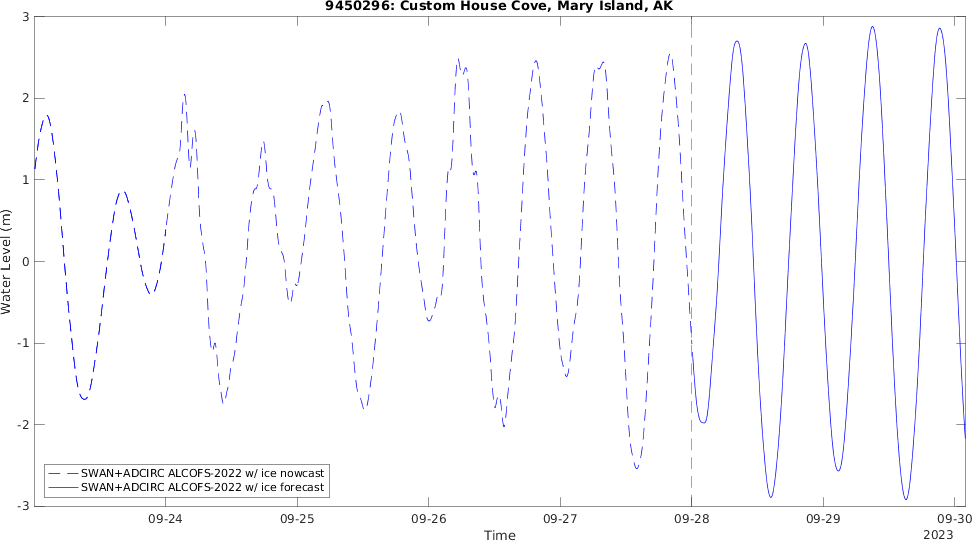 9450296: Custom House Cove, Mary Island, AK
3
2
1
0
-1
-2
-3
Water Level (m)
SWAN+ADCIRC ALCOFS-2022 w/ ice nowcast
SWAN+ADCIRC ALCOFS-2022 w/ ice forecast
09-24 09-25 09-26 09-27 09-28 09-29 09-30
Time
2023